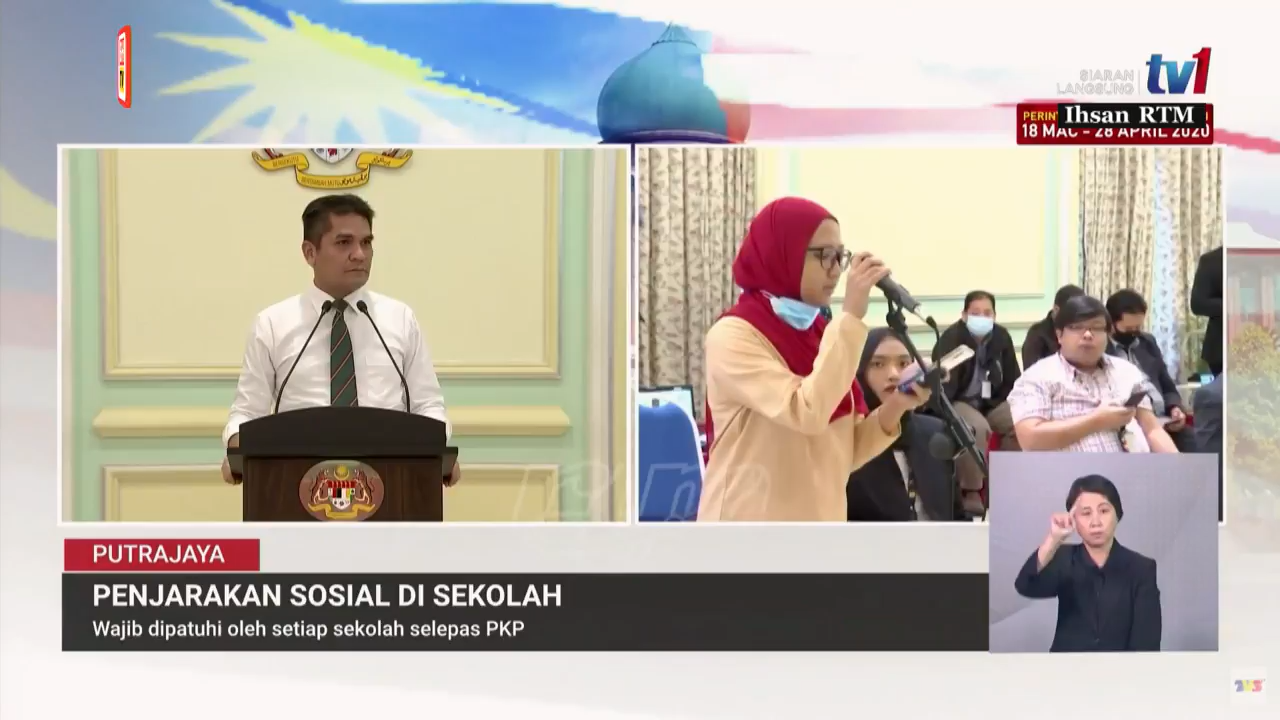 SIARAN
LANGSUNG
tv1
Ihsan RTM
18 MAC - 28 APRIL 2020
PUTRAJAYA
PENJARAKAN SOSIAL DI SEKOLAH
Wajib dipatuhi oleh setiap sekolah selepas PKP